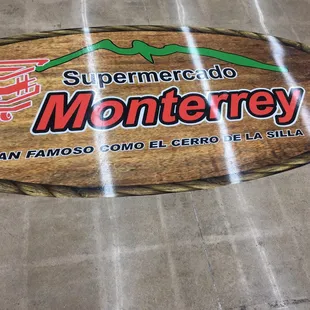 Supermercado
Monterrey
AN FAMOSO COMO EL CERRO DE LA SILLA